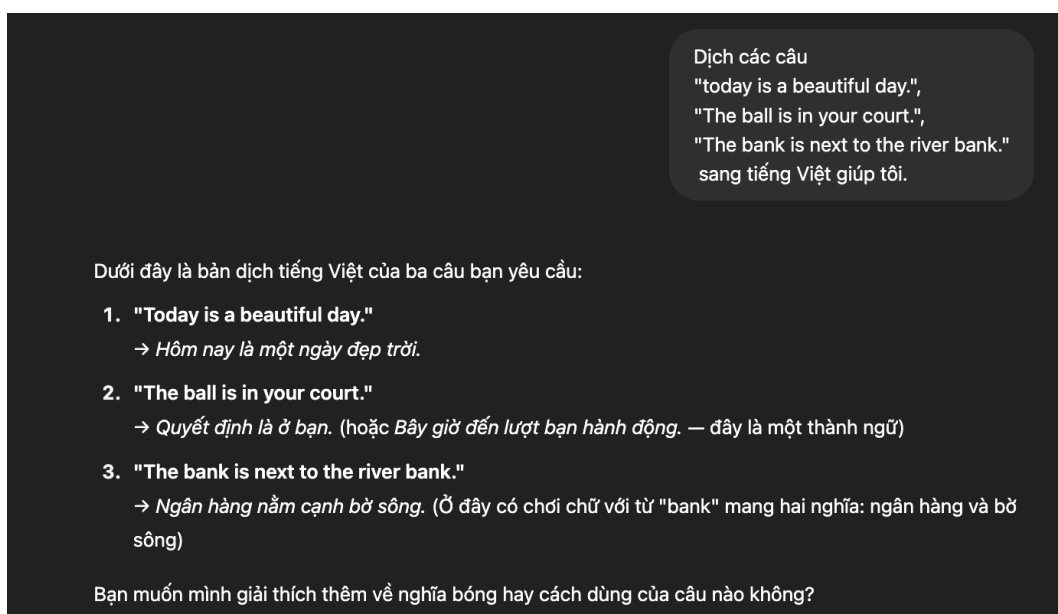 Dịch các câu
"today is a beautiful day.",
"The ball is in your court.",
"The bank is next to the river bank."
sang tiếng Việt giúp tôi.
Dưới đây là bản dịch tiếng Việt của ba câu bạn yêu cầu:
1. "Today is a beautiful day."
→ Hôm nay là một ngày đẹp trời.
2. "The ball is in your court."
→ Quyết định là ở bạn. (hoặc Bây giờ đến lượt bạn hành động. — đây là một thành ngữ)
3. "The bank is next to the river bank."
→ Ngân hàng nằm cạnh bờ sông. (Ở đây có chơi chữ với từ "bank" mang hai nghĩa: ngân hàng và bờ
sông)
Bạn muốn mình giải thích thêm về nghĩa bóng hay cách dùng của câu nào không?